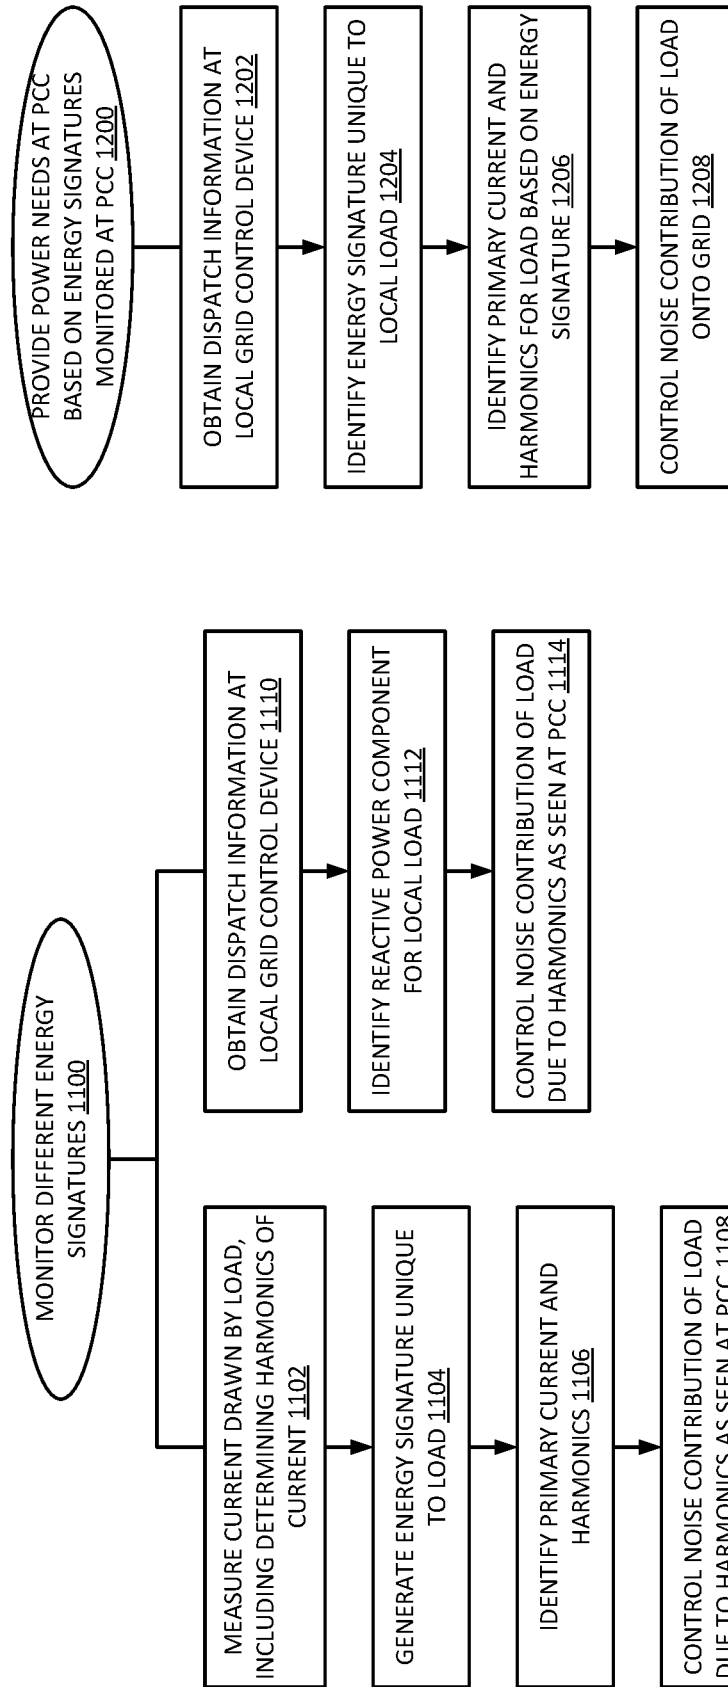 MONITOR DIFFERENT ENERGY
SIGNATURES 1100
MEASURE CURRENT DRAWN BY LOAD,
INCLUDING DETERMINING HARMONICS OF
CURRENT 1102
GENERATE ENERGY SIGNATURE UNIQUE
TO LOAD 1104
IDENTIFY PRIMARY CURRENT AND
HARMONICS 1106
CONTROL NOISE CONTRIBUTION OF LOAD
DUE TO HARMONICS AS SEEN AT PCC 1108
OBTAIN DISPATCH INFORMATION AT
LOCAL GRID CONTROL DEVICE 1110
IDENTIFY REACTIVE POWER COMPONENT
FOR LOCAL LOAD 1112
CONTROL NOISE CONTRIBUTION OF LOAD
DUE TO HARMONICS AS SEEN AT PCC 1114
PROVIDE POWER NEEDS AT PCC
BASED ON ENERGY SIGNATURES
MONITORED AT PCC 1200
OBTAIN DISPATCH INFORMATION AT
LOCAL GRID CONTROL DEVICE 1202
IDENTIFY ENERGY SIGNATURE UNIQUE TO
LOCAL LOAD 1204
IDENTIFY PRIMARY CURRENT AND
HARMONICS FOR LOAD BASED ON ENERGY
SIGNATURE 1206
CONTROL NOISE CONTRIBUTION OF LOAD
ONTO GRID 1208